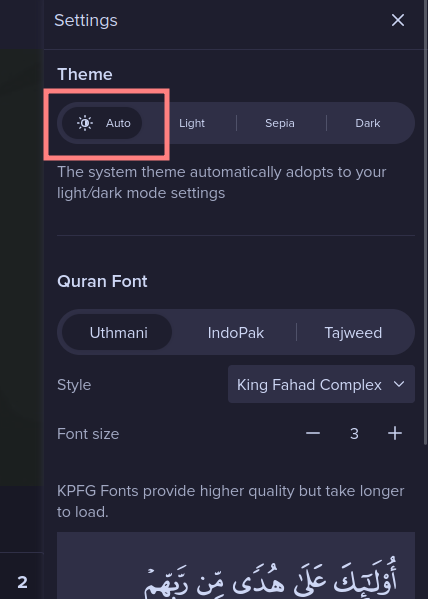 Settings
Theme
Auto Light Sepia Dark
The system theme automatically adopts to your
light/dark mode settings
Quran Font
Uthmani IndoPak Tajweed
Style King Fahad Complex
Font size 3
KPFG Fonts provide higher quality but take longer
to load.
أُو۟لَـٰٓئِكَ عَلَىٰ هُدًى مِّن رَّبِّهِمْ
2